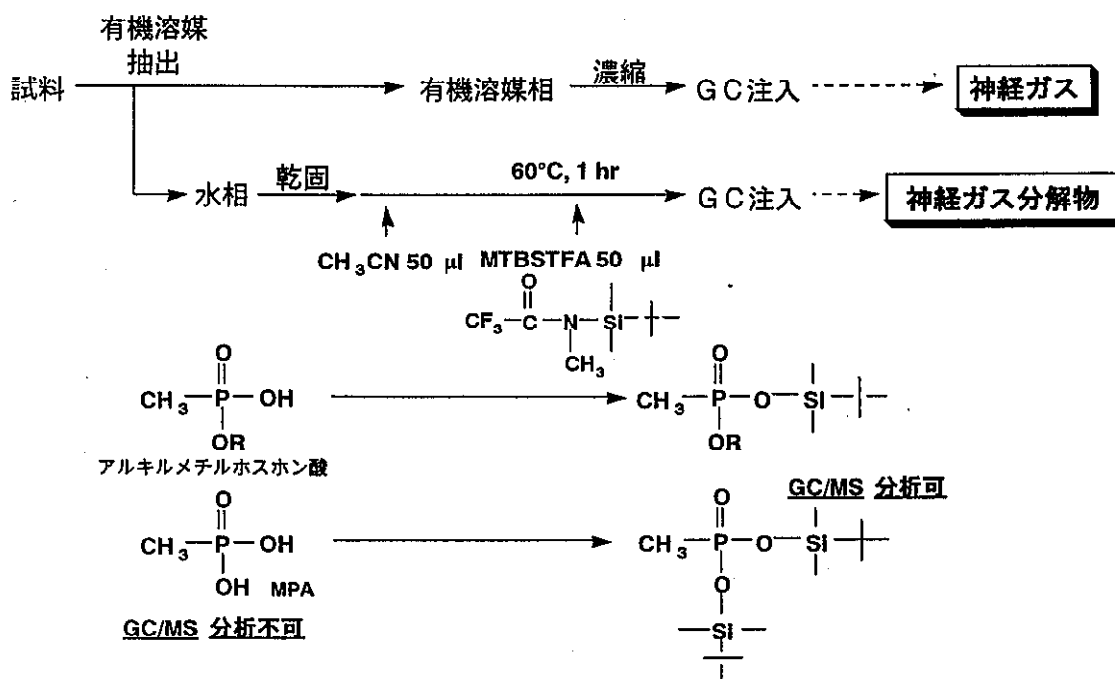 有機溶媒
抽出
試料
有機溶媒相
濃縮
GC注入
神経ガス
水相
乾固
60°C, 1 hr
GC注入
神経ガス分解物
CH₃CN 50 μl
MTBSTFA 50 μl
O
CF₃—C—N—Si
CH₃
O
CH₃—P—OH
OR
アルキルメチルホスホン酸
O
CH₃—P—O—Si
OR
GC/MS 分析可
O
CH₃—P—OH
OH MPA
GC/MS 分析不可
O
CH₃—P—O—Si
O
Si